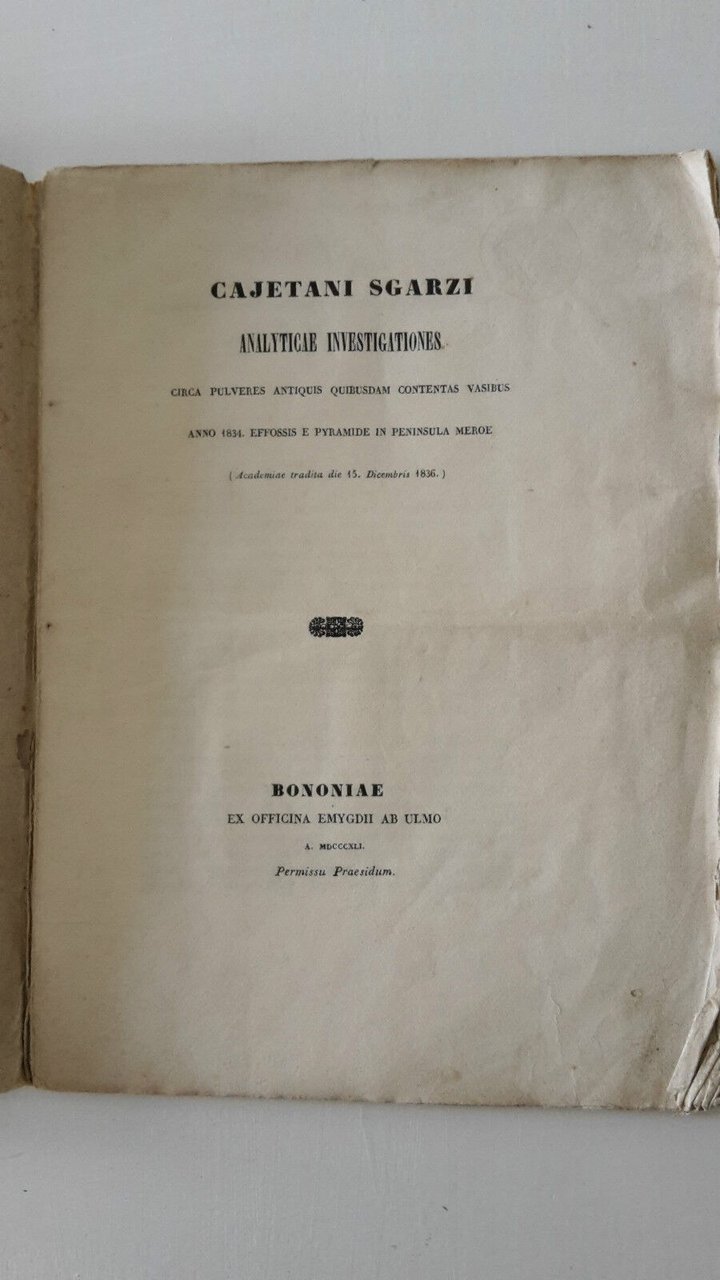 CAJETANI SGARZI
ANALYTICAE INVESTIGATIONES
CIRCA PULVERES ANTIQUIS QUIBUSDAM CONTENTAS VASIBUS
ANNO 1834. EFFOSSIS E PYRAMIDE IN PENINSULA MEROE
( Academiae tradita die 15. Dicembris 1836. )
BONONIAE
EX OFFICINA EMYGDII AB ULMO
A. MDCCCXLI.
Permissu Praesidum.